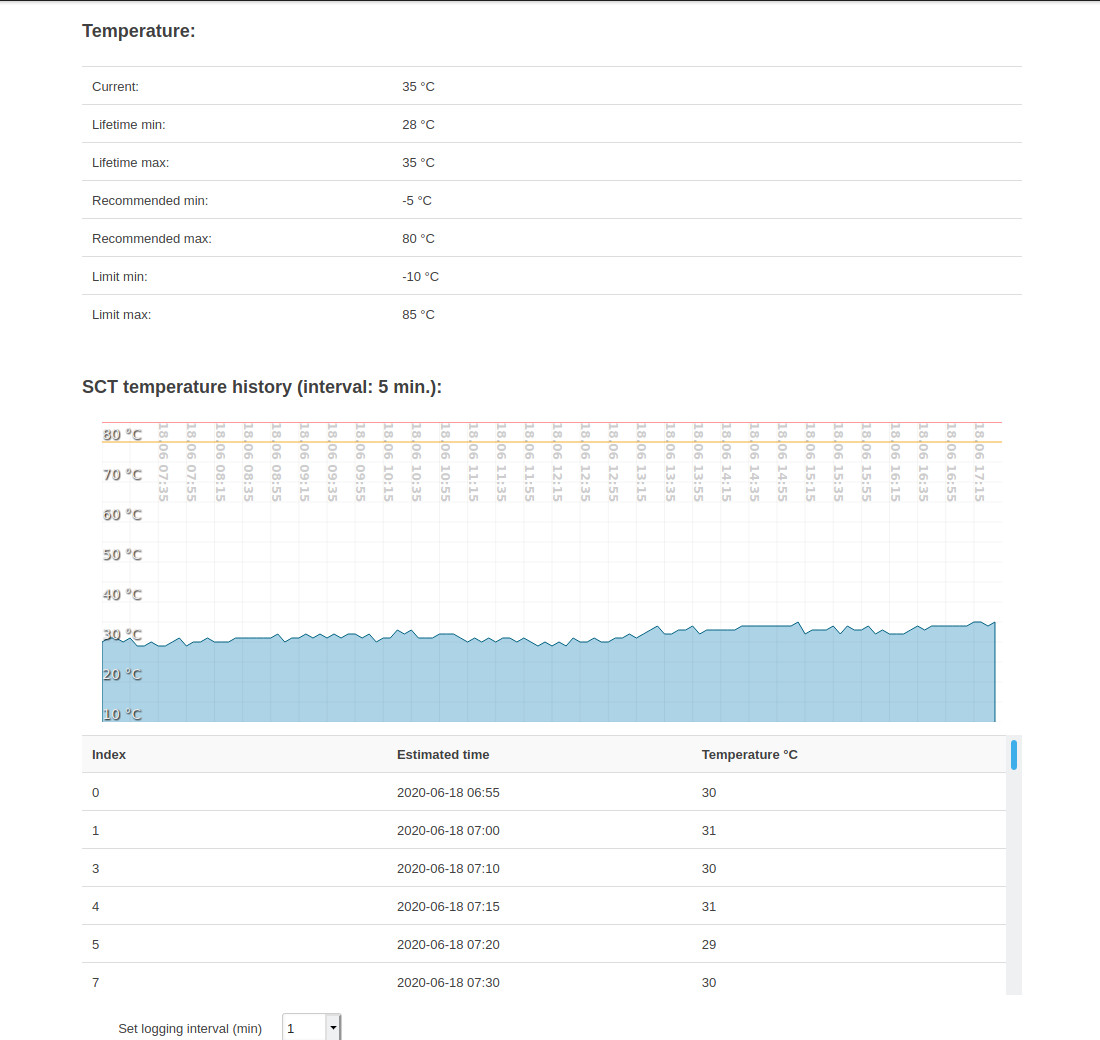 Temperature:
Current: 35 °C
Lifetime min: 28 °C
Lifetime max: 35 °C
Recommended min: -5 °C
Recommended max: 80 °C
Limit min: -10 °C
Limit max: 85 °C
SCT temperature history (interval: 5 min.):
80 °C
70 °C
60 °C
50 °C
40 °C
30 °C
20 °C
10 °C
18.06 07:35
18.06 07:55
18.06 08:15
18.06 08:35
18.06 08:55
18.06 09:15
18.06 09:35
18.06 09:55
18.06 10:15
18.06 10:35
18.06 10:55
18.06 11:15
18.06 11:35
18.06 11:55
18.06 12:15
18.06 12:35
18.06 12:55
18.06 13:15
18.06 13:35
18.06 13:55
18.06 14:15
18.06 14:35
18.06 14:55
18.06 15:15
18.06 15:35
18.06 15:55
18.06 16:15
18.06 16:35
18.06 16:55
18.06 17:15
Index Estimated time Temperature °C
0 2020-06-18 06:55 30
1 2020-06-18 07:00 31
3 2020-06-18 07:10 30
4 2020-06-18 07:15 31
5 2020-06-18 07:20 29
7 2020-06-18 07:30 30
Set logging interval (min) 1